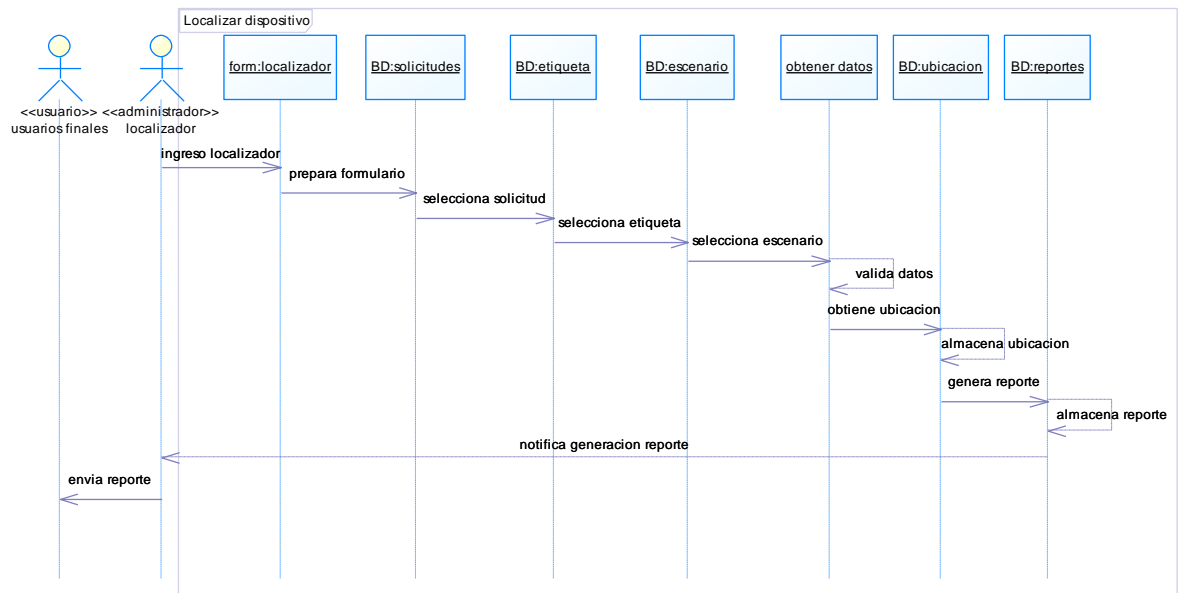 Localizar dispositivo
form:localizador
BD:solicitudes
BD:etiqueta
BD:escenario
obtener datos
BD:ubicacion
BD:reportes
<<usuario>>
usuarios finales
<<administrador>>
localizador
ingreso localizador
prepara formulario
selecciona solicitud
selecciona etiqueta
selecciona escenario
valida datos
obtiene ubicacion
almacena ubicacion
genera reporte
almacena reporte
notifica generacion reporte
envia reporte